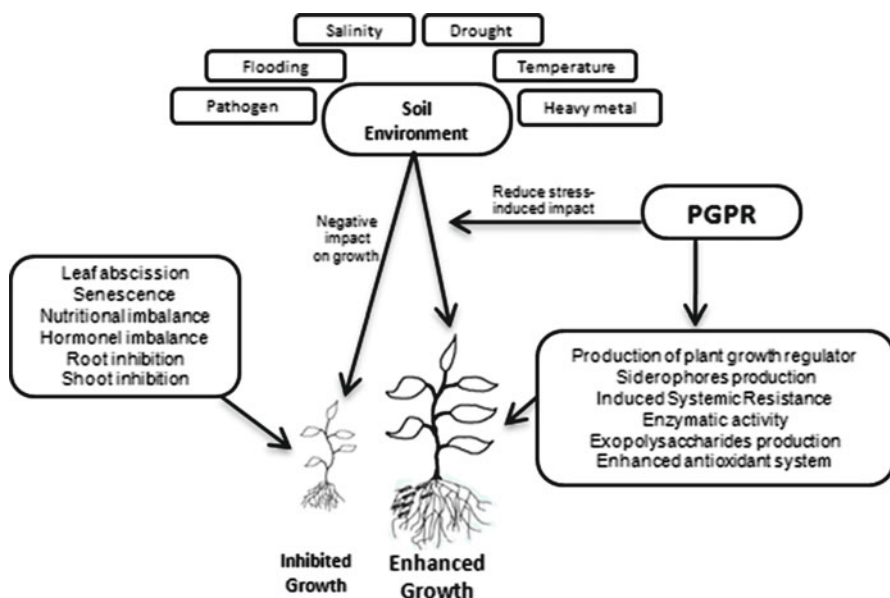 Salinity
Drought
Flooding
Temperature
Pathogen
Soil
Environment
Heavy metal
Negative
impact
on growth
Reduce stress-
induced impact
PGPR
Leaf abscission
Senescence
Nutritional imbalance
Hormonel imbalance
Root inhibition
Shoot inhibition
Production of plant growth regulator
Siderophores production
Induced Systemic Resistance
Enzymatic activity
Exopolysaccharides production
Enhanced antioxidant system
Inhibited
Growth
Enhanced
Growth